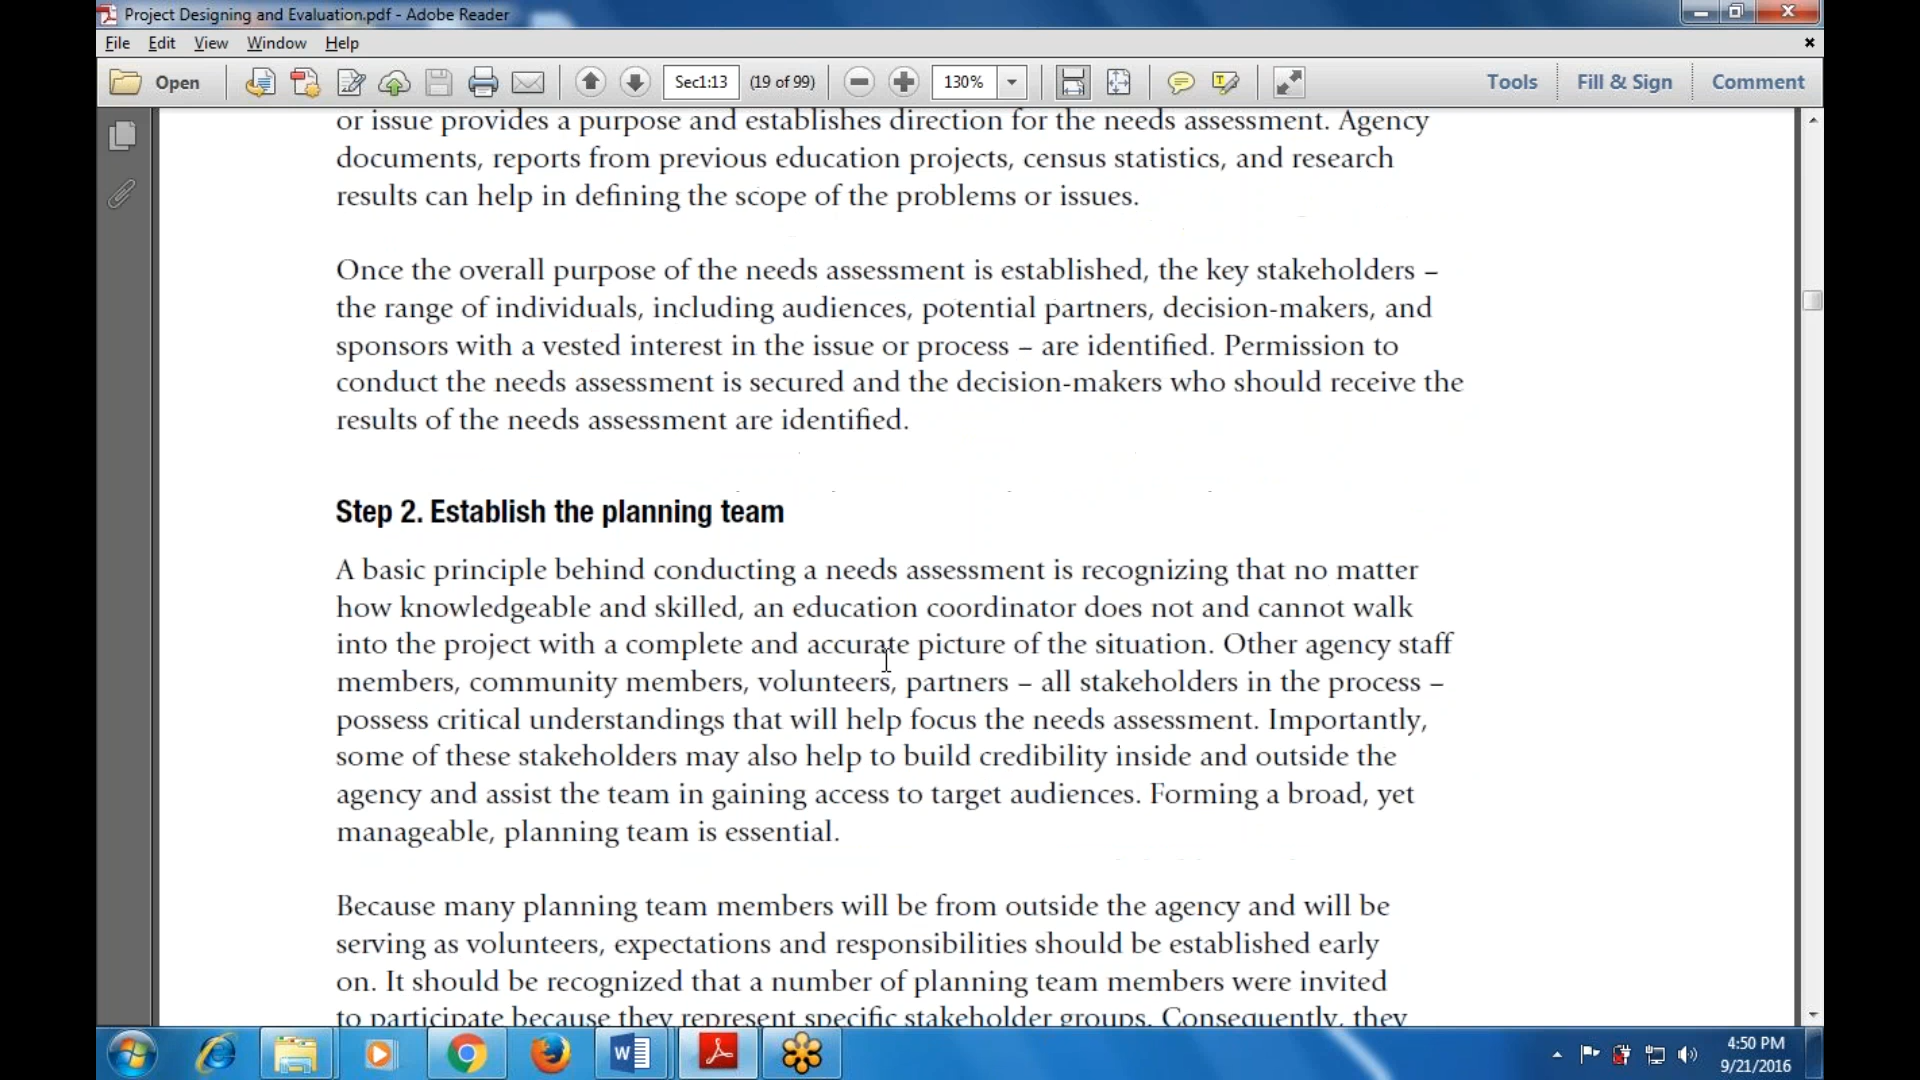 Project Designing and Evaluation.pdf - Adobe Reader
File Edit View Window Help
Open
Sec1:13
(19 of 99)
130%
Tools
Fill & Sign
Comment
or issue provides a purpose and establishes direction for the needs assessment. Agency
documents, reports from previous education projects, census statistics, and research
results can help in defining the scope of the problems or issues.
Once the overall purpose of the needs assessment is established, the key stakeholders –
the range of individuals, including audiences, potential partners, decision-makers, and
sponsors with a vested interest in the issue or process – are identified. Permission to
conduct the needs assessment is secured and the decision-makers who should receive the
results of the needs assessment are identified.
Step 2. Establish the planning team
A basic principle behind conducting a needs assessment is recognizing that no matter
how knowledgeable and skilled, an education coordinator does not and cannot walk
into the project with a complete and accurate picture of the situation. Other agency staff
members, community members, volunteers, partners – all stakeholders in the process –
possess critical understandings that will help focus the needs assessment. Importantly,
some of these stakeholders may also help to build credibility inside and outside the
agency and assist the team in gaining access to target audiences. Forming a broad, yet
manageable, planning team is essential.
Because many planning team members will be from outside the agency and will be
serving as volunteers, expectations and responsibilities should be established early
on. It should be recognized that a number of planning team members were invited
to participate because they represent specific stakeholder groups. Consequently, they
4:50 PM
9/21/2016